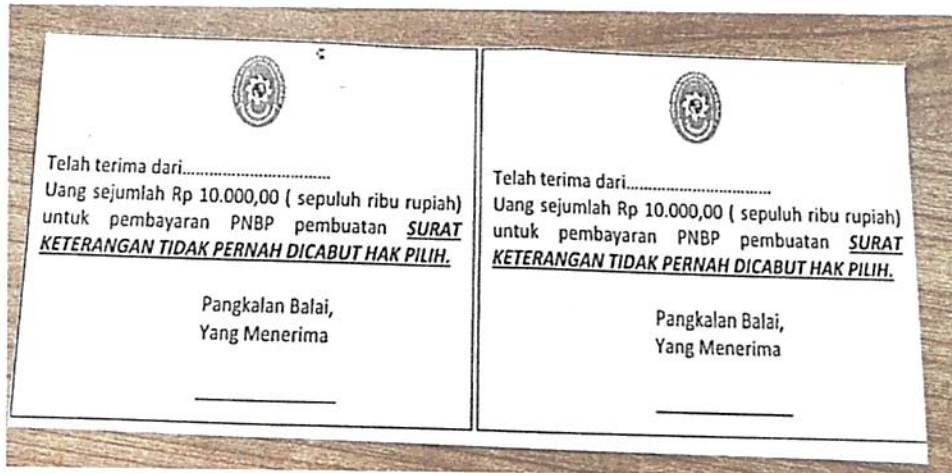 Telah terima dari.................................
Uang sejumlah Rp 10.000,00 ( sepuluh ribu rupiah)
untuk pembayaran PNBP pembuatan SURAT
KETERANGAN TIDAK PERNAH DICABUT HAK PILIH.
Pangkalan Balai,
Yang Menerima
Telah terima dari.................................
Uang sejumlah Rp 10.000,00 ( sepuluh ribu rupiah)
untuk pembayaran PNBP pembuatan SURAT
KETERANGAN TIDAK PERNAH DICABUT HAK PILIH.
Pangkalan Balai,
Yang Menerima